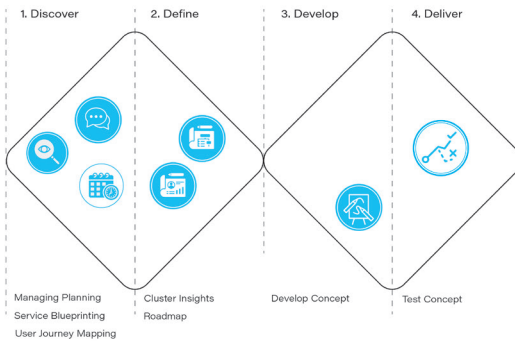 1. Discover
2. Define
3. Develop
4. Deliver
Managing Planning
Service Blueprinting
User Journey Mapping
Cluster Insights
Roadmap
Develop Concept
Test Concept